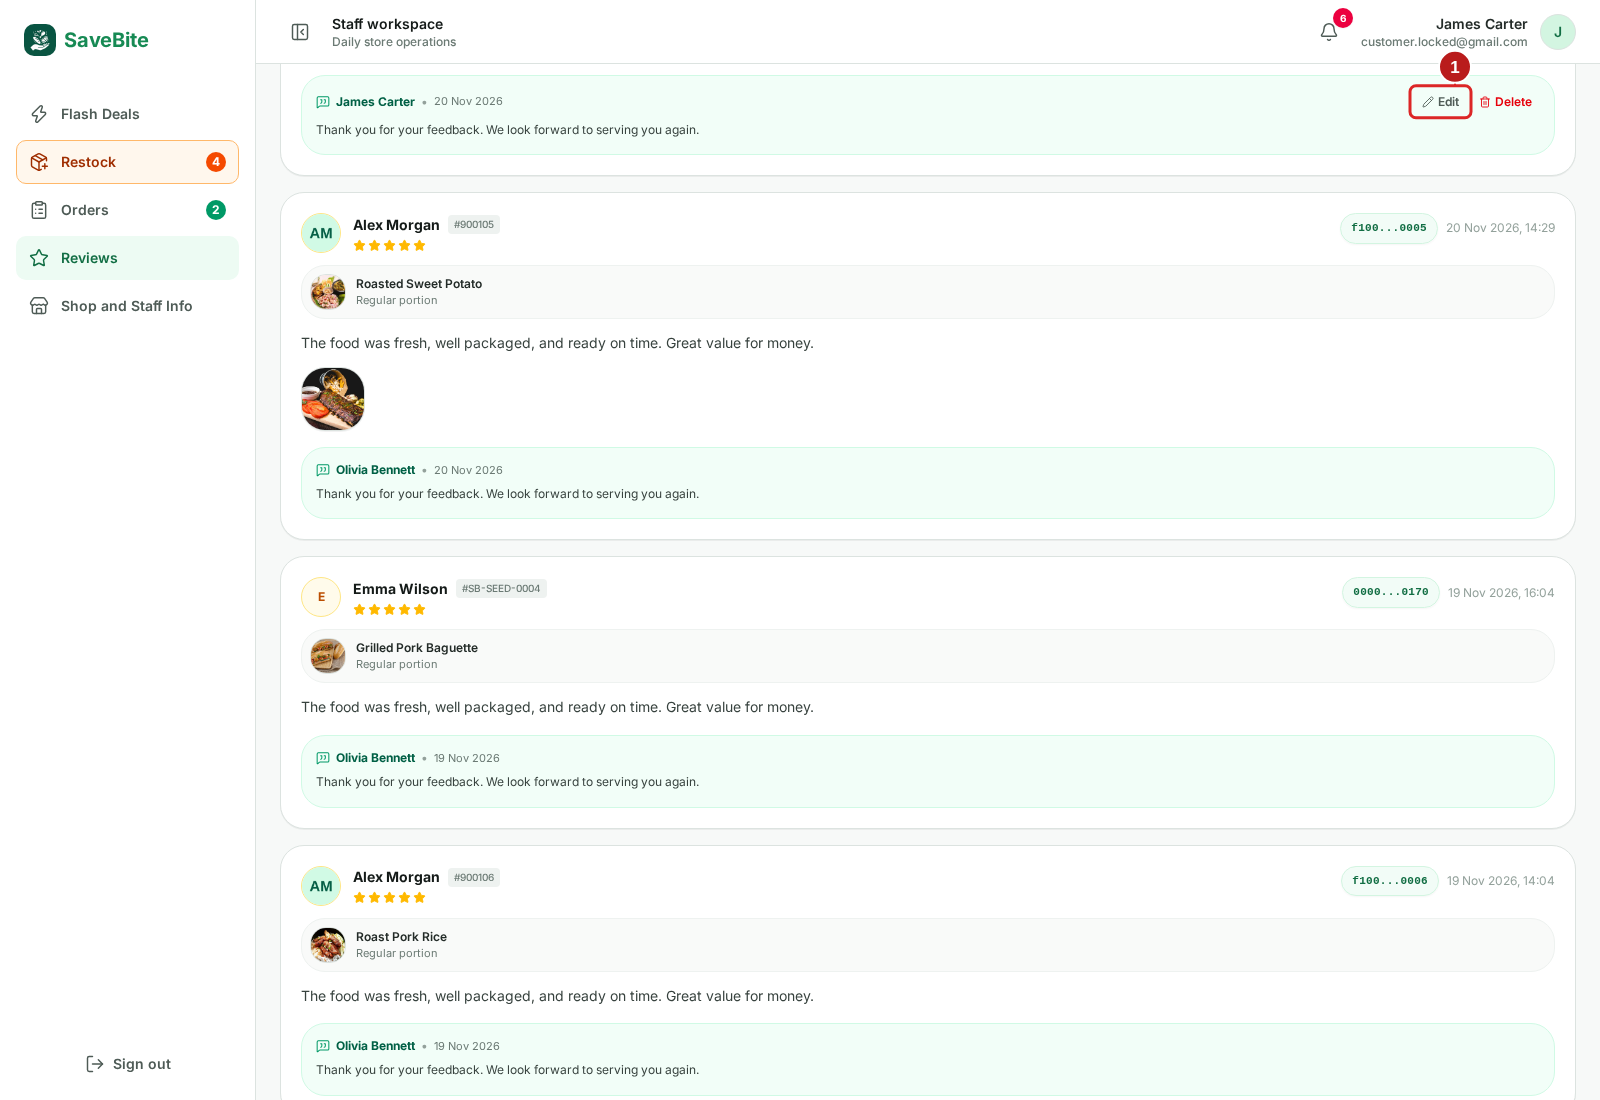 SaveBite
Flash Deals
Restock 4
Orders 2
Reviews
Shop and Staff Info
Sign out
Staff workspace
Daily store operations
6
James Carter
customer.locked@gmail.com
J
1
James Carter • 20 Nov 2026
Edit Delete
Thank you for your feedback. We look forward to serving you again.
AM Alex Morgan #900105
f100...0005 20 Nov 2026, 14:29
Roasted Sweet Potato
Regular portion
The food was fresh, well packaged, and ready on time. Great value for money.
Olivia Bennett • 20 Nov 2026
Thank you for your feedback. We look forward to serving you again.
E Emma Wilson #SB-SEED-0004
0000...0170 19 Nov 2026, 16:04
Grilled Pork Baguette
Regular portion
The food was fresh, well packaged, and ready on time. Great value for money.
Olivia Bennett • 19 Nov 2026
Thank you for your feedback. We look forward to serving you again.
AM Alex Morgan #900106
f100...0006 19 Nov 2026, 14:04
Roast Pork Rice
Regular portion
The food was fresh, well packaged, and ready on time. Great value for money.
Olivia Bennett • 19 Nov 2026
Thank you for your feedback. We look forward to serving you again.